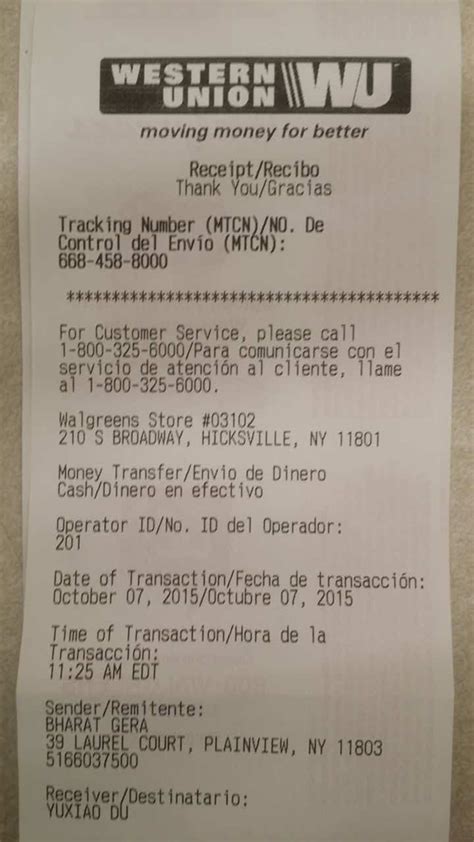 WESTERN UNION WU
moving money for better
Receipt/Recibo
Thank You/Gracias
Tracking Number (MTCN)/NO. De
Control del Envío (MTCN):
668-458-8000
*****************************************
For Customer Service, please call
1-800-325-6000/Para comunicarse con el
servicio de atención al cliente, llame
al 1-800-325-6000.
Walgreens Store #03102
210 S BROADWAY, HICKSVILLE, NY 11801
Money Transfer/Envio de Dinero
Cash/Dinero en efectivo
Operator ID/No. ID del Operador:
201
Date of Transaction/Fecha de transacción:
October 07, 2015/Octubre 07, 2015
Time of Transaction/Hora de la
Transacción:
11:25 AM EDT
Sender/Remitente:
BHARAT GERA
39 LAUREL COURT, PLAINVIEW, NY 11803
5166037500
Receiver/Destinatario:
YUXIAO DU